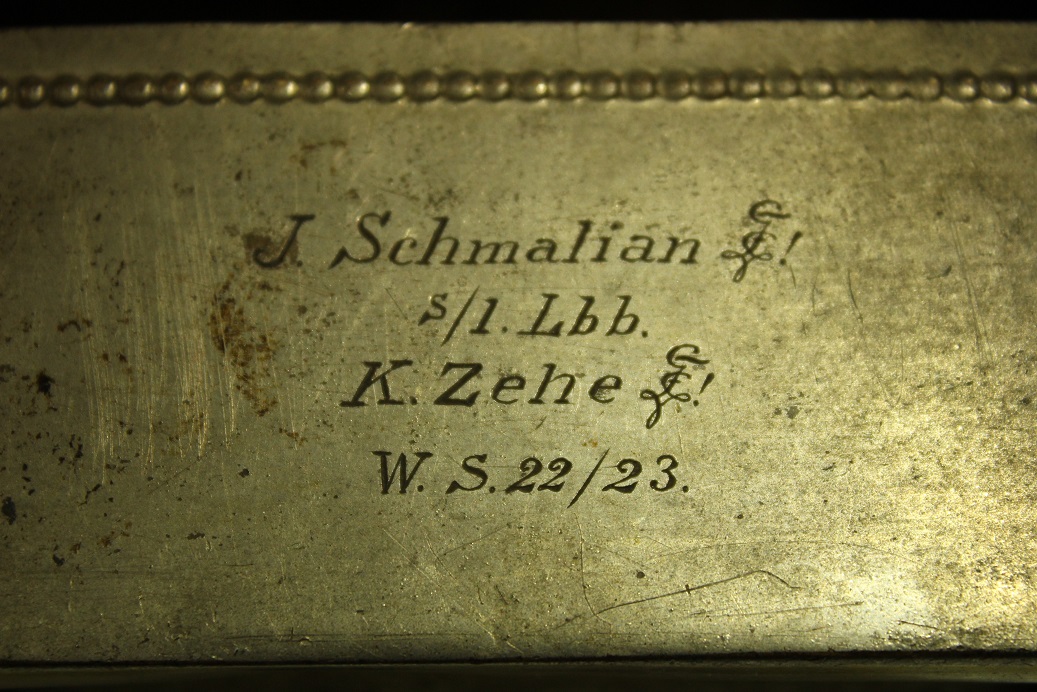 J. Schmalian !
s/1. Lbb.
K. Zehe !
W. S. 22/23.